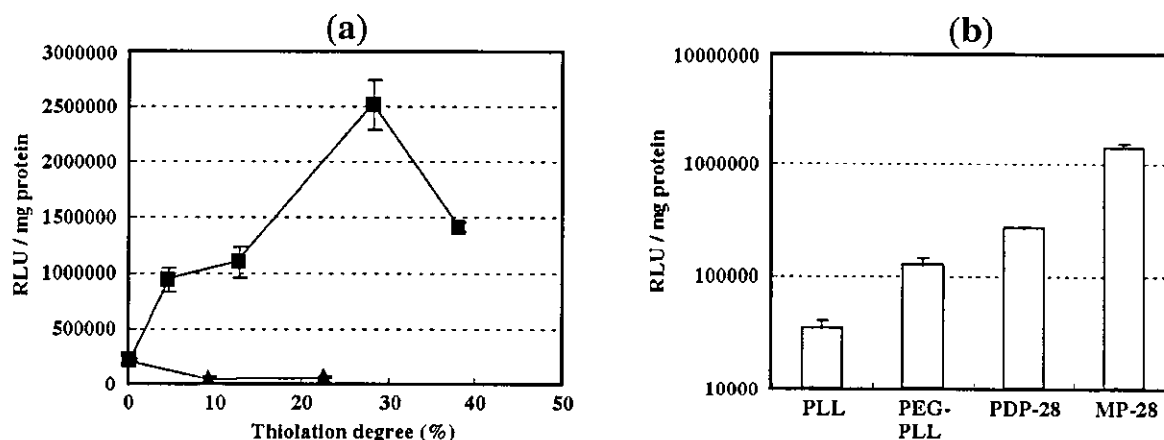 (a)
3000000
2500000
2000000
1500000
1000000
500000
0
RLU / mg protein
0 10 20 30 40 50
Thiolation degree (%)
(b)
10000000
1000000
100000
10000
RLU / mg protein
PLL PEG-PLL PDP-28 MP-28